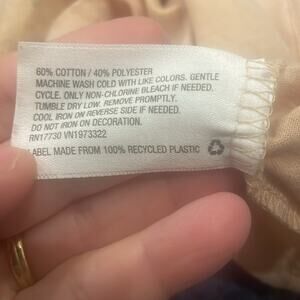 60% COTTON / 40% POLYESTER
MACHINE WASH COLD WITH LIKE COLORS. GENTLE
CYCLE. ONLY NON-CHLORINE BLEACH IF NEEDED.
TUMBLE DRY LOW. REMOVE PROMPTLY.
COOL IRON ON REVERSE SIDE IF NEEDED.
DO NOT IRON ON DECORATION.
RN17730 VN1973322
LABEL MADE FROM 100% RECYCLED PLASTIC